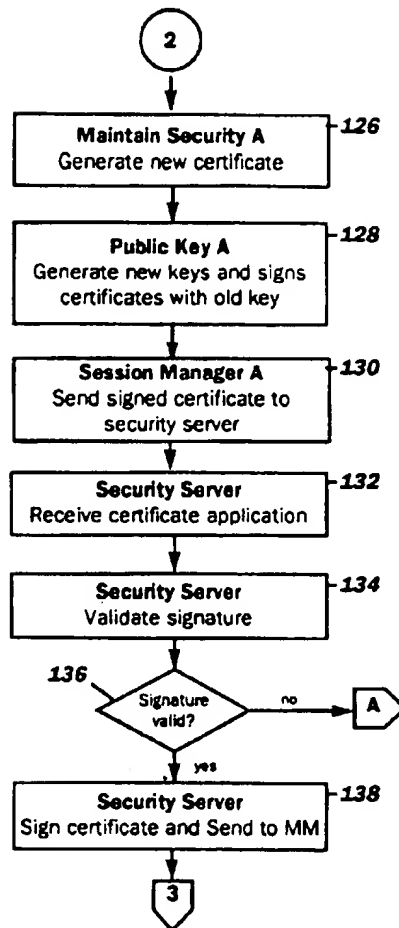 2
Maintain Security A
126
Generate new certificate
Public Key A
128
Generate new keys and signs
certificates with old key
Session Manager A
130
Send signed certificate to
security server
Security Server
132
Receive certificate application
Security Server
134
Validate signature
136
Signature
valid?
no
A
yes
Security Server
138
Sign certificate and Send to MM
3